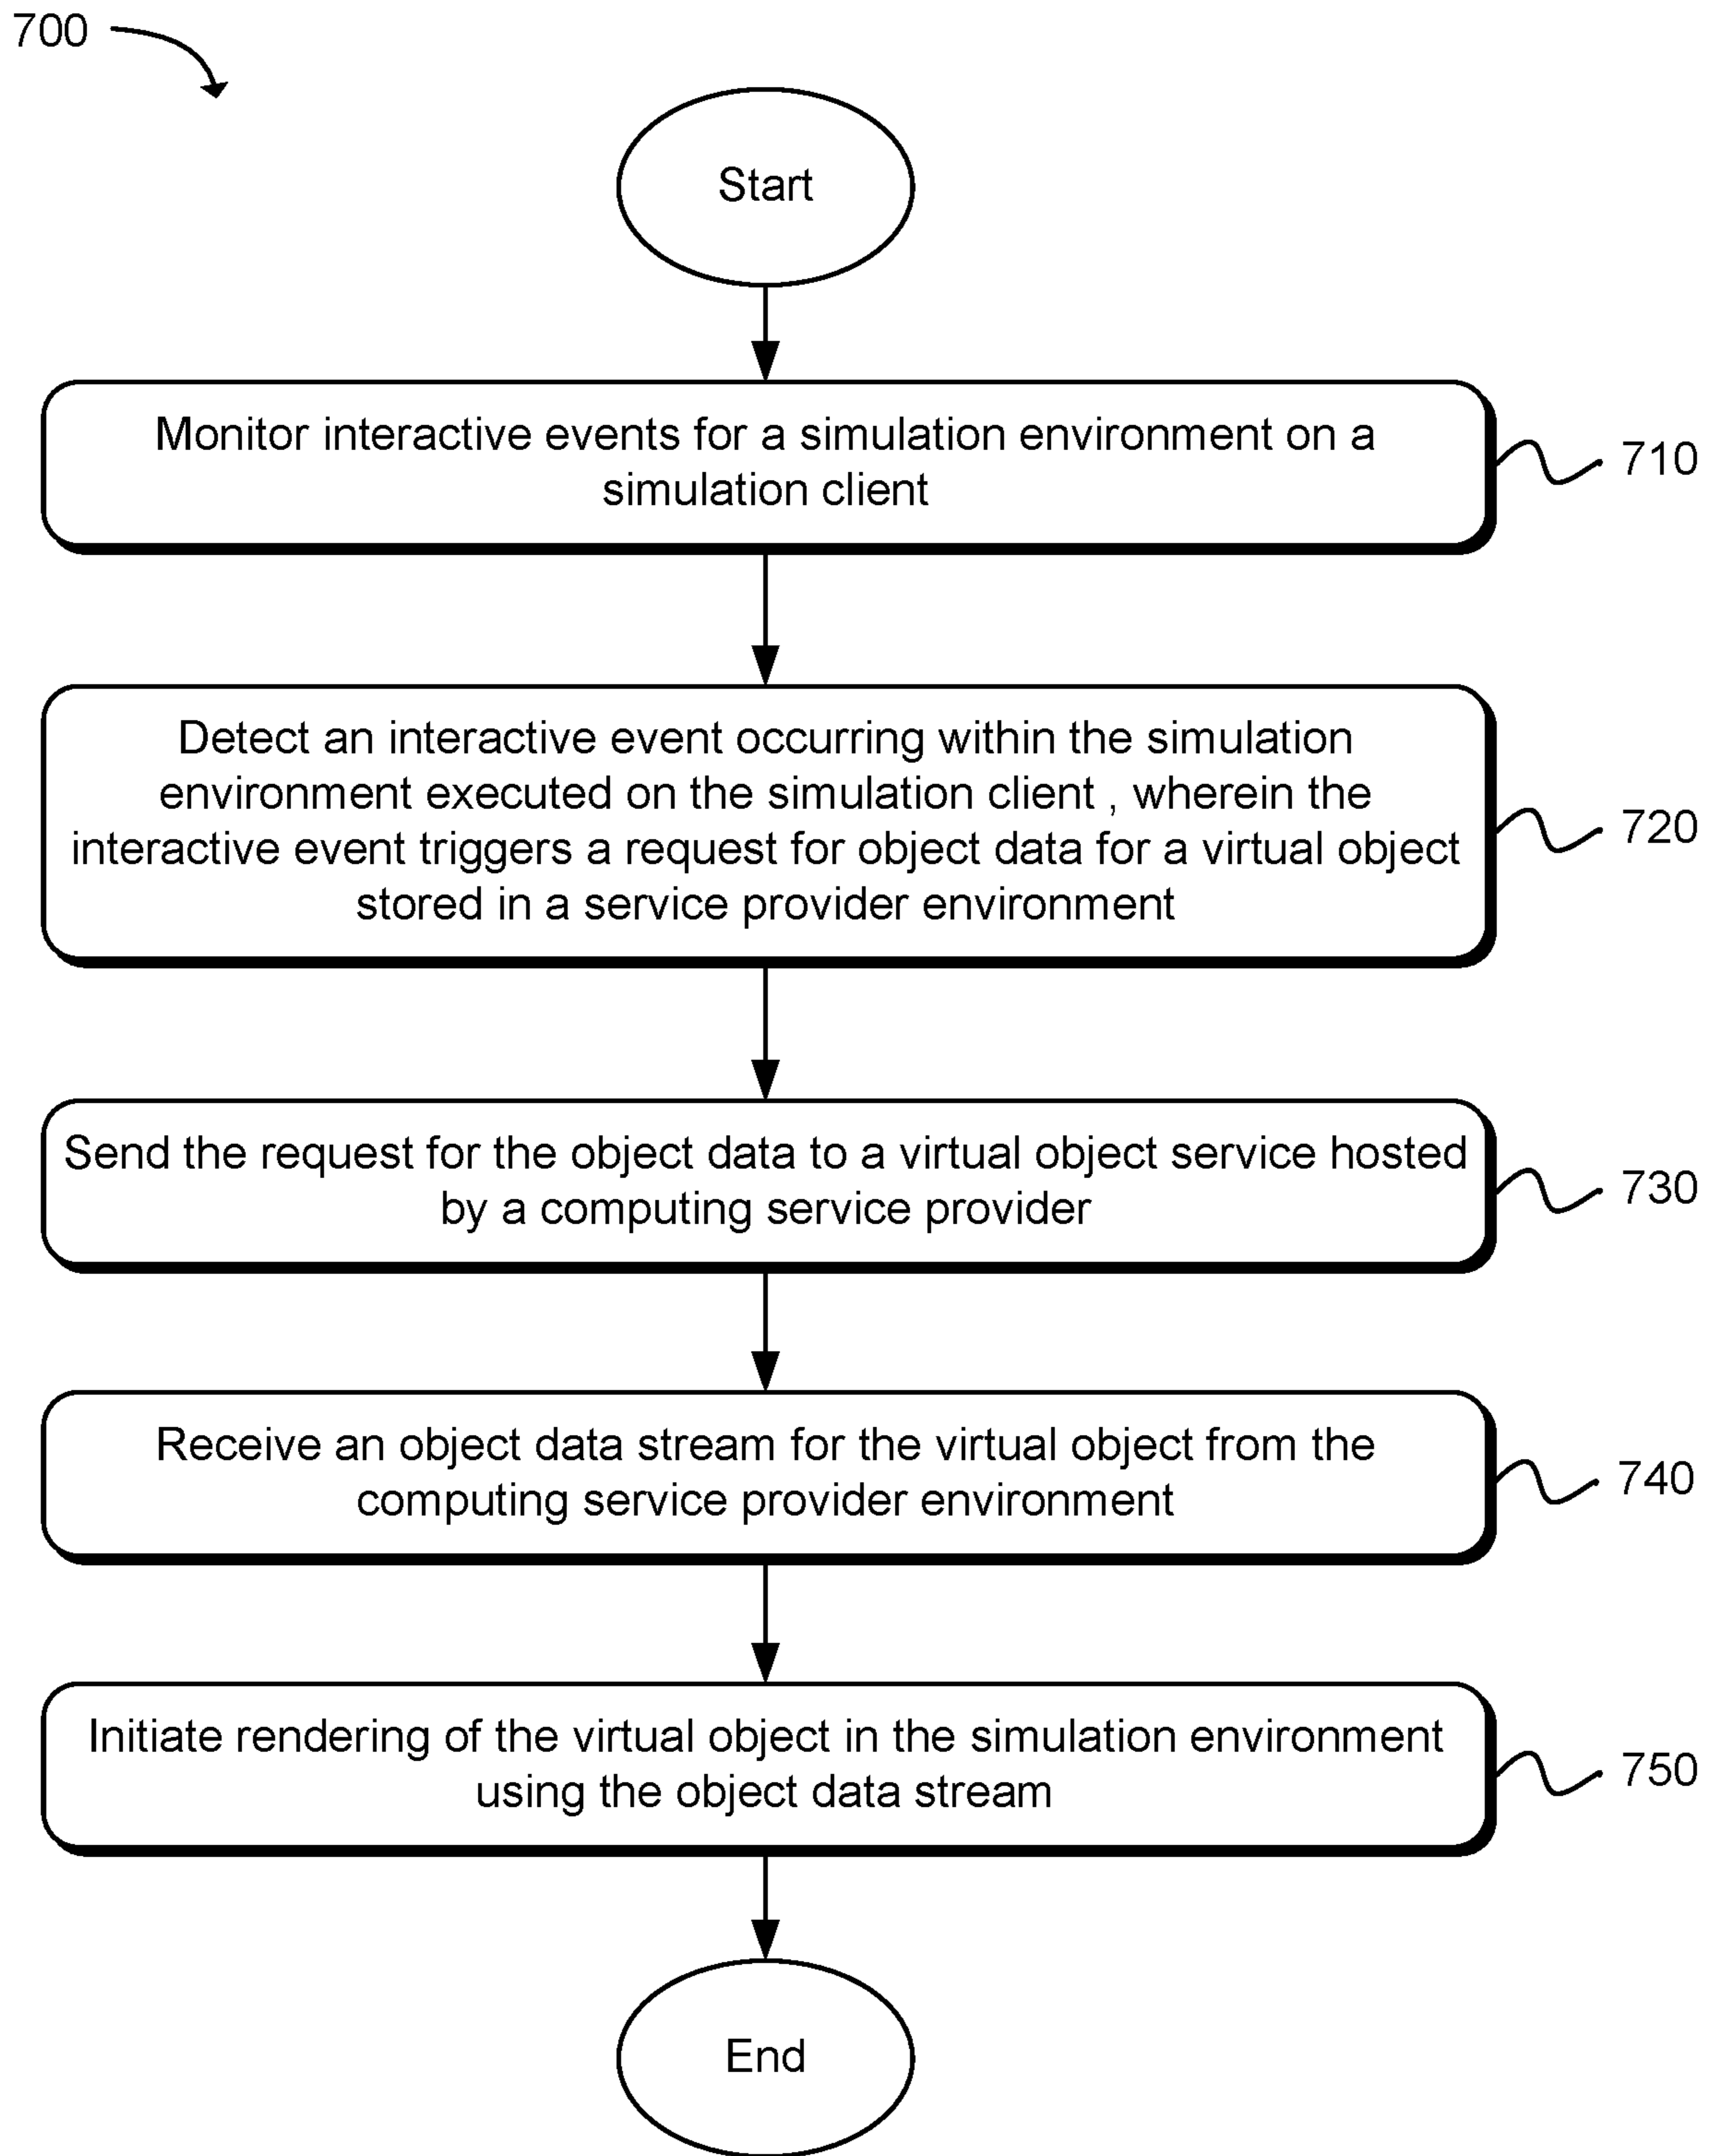 700
Start
Monitor interactive events for a simulation environment on a
simulation client
710
Detect an interactive event occurring within the simulation
environment executed on the simulation client , wherein the
interactive event triggers a request for object data for a virtual object
stored in a service provider environment
720
Send the request for the object data to a virtual object service hosted
by a computing service provider
730
Receive an object data stream for the virtual object from the
computing service provider environment
740
Initiate rendering of the virtual object in the simulation environment
using the object data stream
750
End